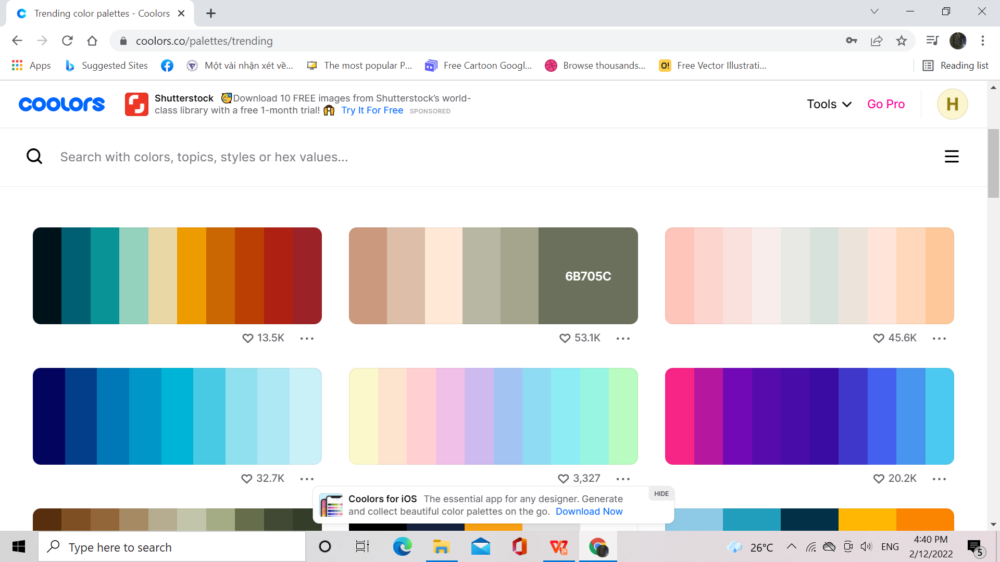 Trending color palettes - Coolors
coolors.co/palettes/trending
Apps
Suggested Sites
Một vài nhận xét về...
The most popular P...
Free Cartoon Googl...
Browse thousands...
O!
Free Vector Illustrati...
Reading list
coolors
Shutterstock Download 10 FREE images from Shutterstock's world-
class library with a free 1-month trial! Try It For Free SPONSORED
Tools
Go Pro
H
Search with colors, topics, styles or hex values...
6B705C
13.5K
53.1K
45.6K
32.7K
3,327
20.2K
Coolors for iOS The essential app for any designer. Generate
and collect beautiful color palettes on the go. Download Now
HIDE
Type here to search
26°C
ENG
4:40 PM
2/12/2022
5